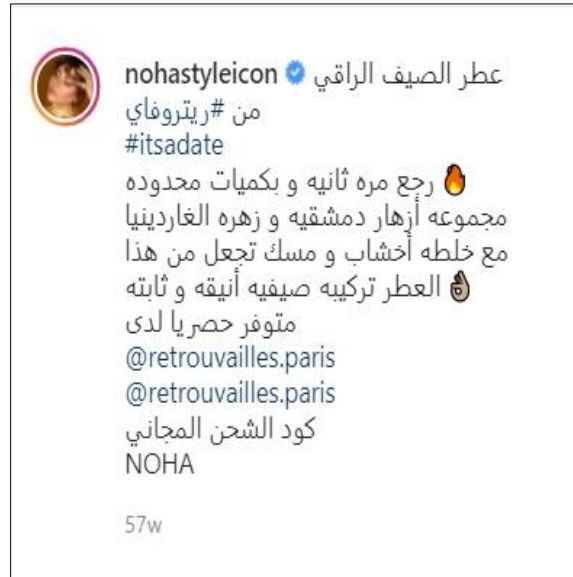 nohastyleicon عطر الصيف الراقي
من #ريتروفاي
#itsadate
🔥 رجع مره ثانيه و بكميات محدوده
مجموعه أزهار دمشقيه و زهره الغاردينيا
مع خلطه أخشاب و مسك تجعل من هذا
العطر تركيبه صيفيه أنيقه و ثابته 👌🏽
متوفر حصريا لدى
@retrouvailles.paris
@retrouvailles.paris
كود الشحن المجاني
NOHA
57w